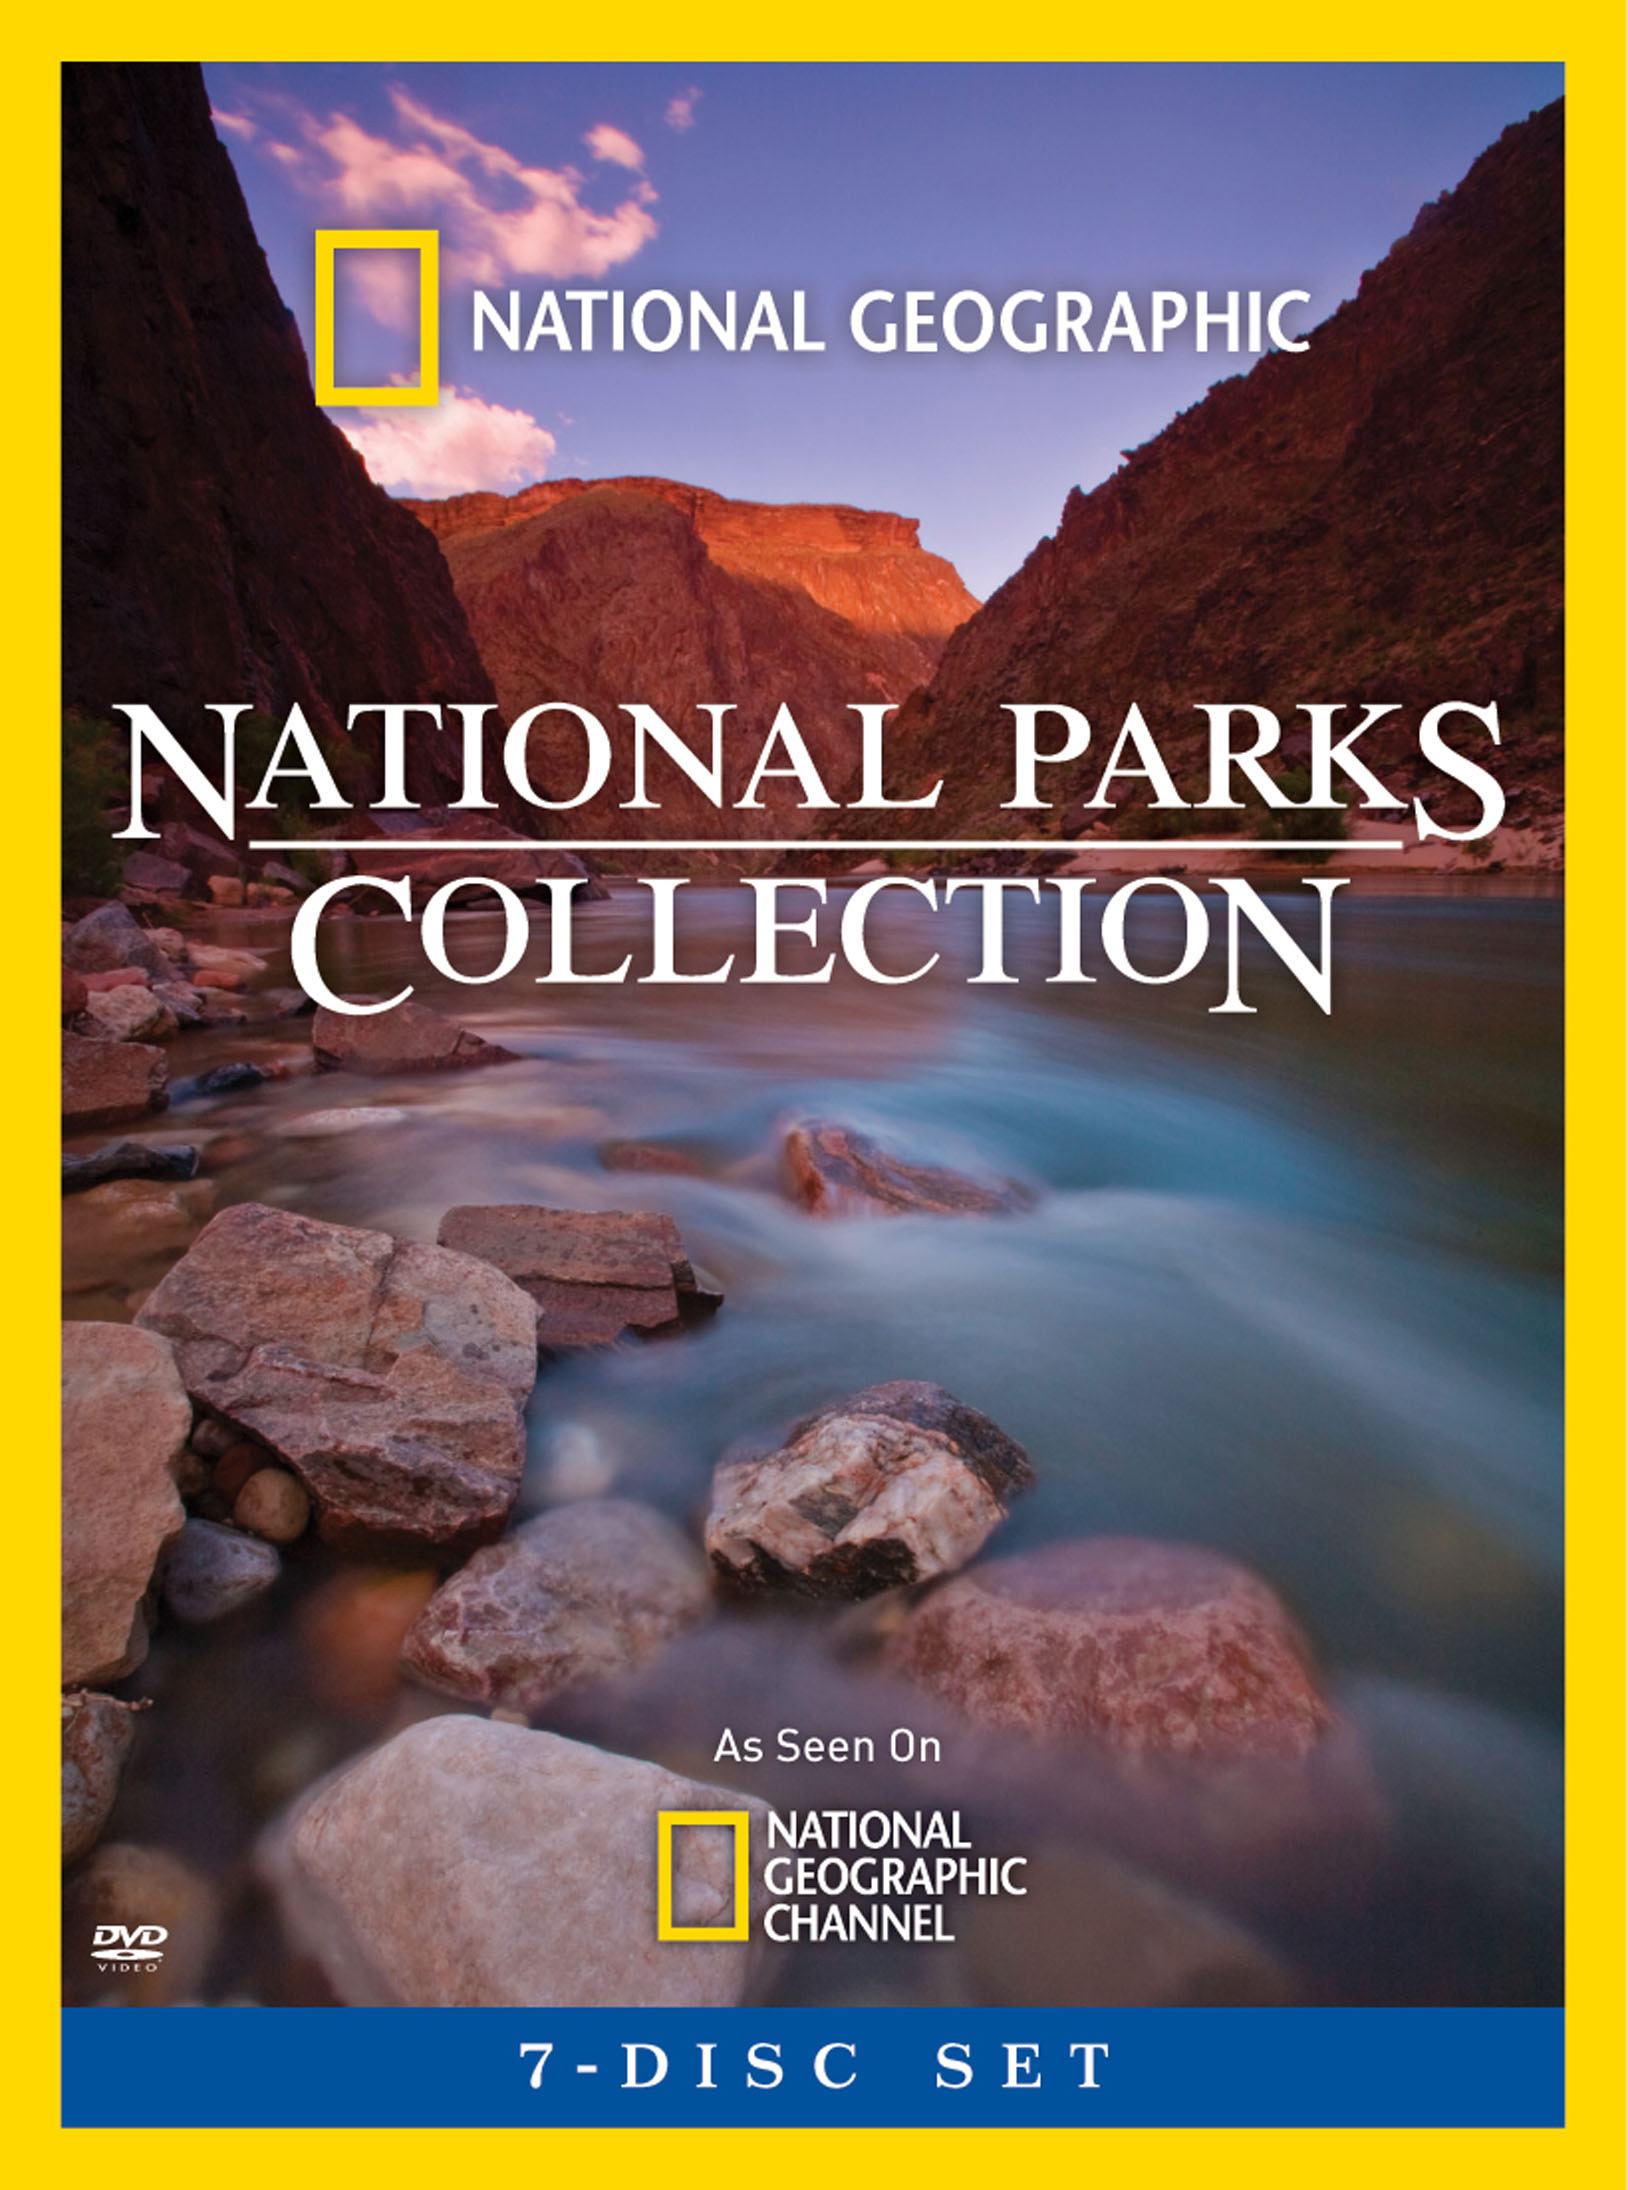 NATIONAL GEOGRAPHIC
NATIONAL PARKS
COLLECTION
As Seen On
NATIONAL
GEOGRAPHIC
CHANNEL
DVD
VIDEO
7-DISC SET